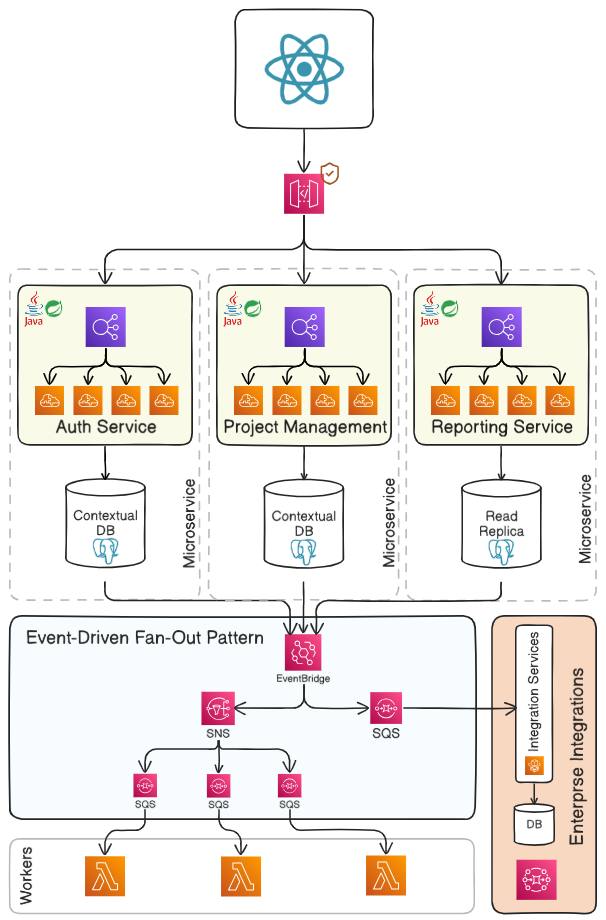 Java
Java
Java
Auth Service
Project Management
Reporting Service
Contextual
DB
Microservice
Contextual
DB
Microservice
Read
Replica
Microservice
Event-Driven Fan-Out Pattern
EventBridge
SNS
SQS
SQS
SQS
SQS
Integration Services
DB
Enterprse Integrations
Workers